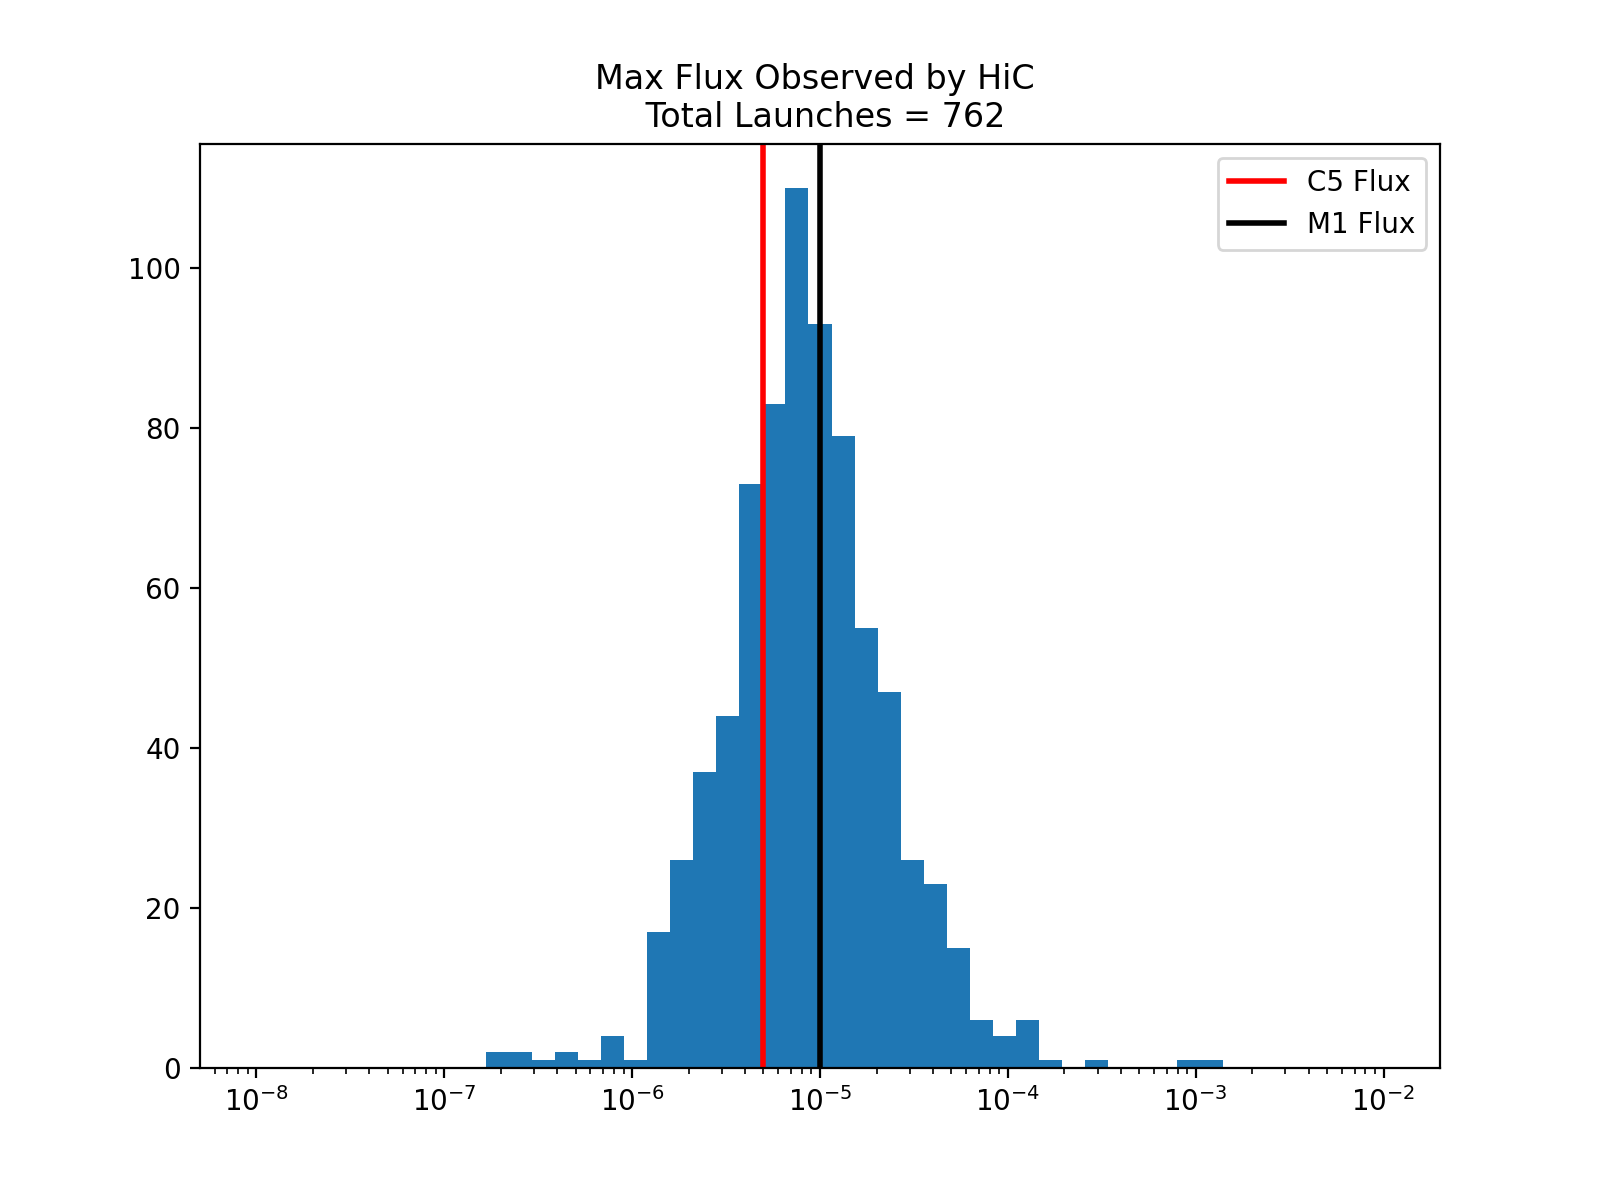 Max Flux Observed by HiC
Total Launches = 762
C5 Flux
M1 Flux
100
80
60
40
20
0
10⁻⁸ 10⁻⁷ 10⁻⁶ 10⁻⁵ 10⁻⁴ 10⁻³ 10⁻²